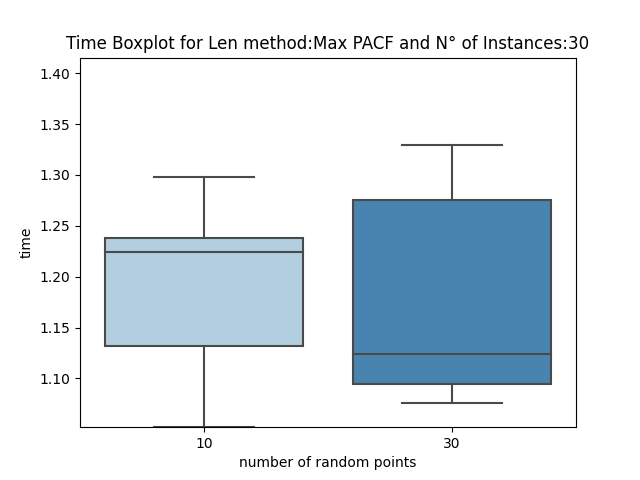 Time Boxplot for Len method:Max PACF and N° of Instances:30
1.40
1.35
1.30
1.25
1.20
1.15
1.10
time
10 30
number of random points